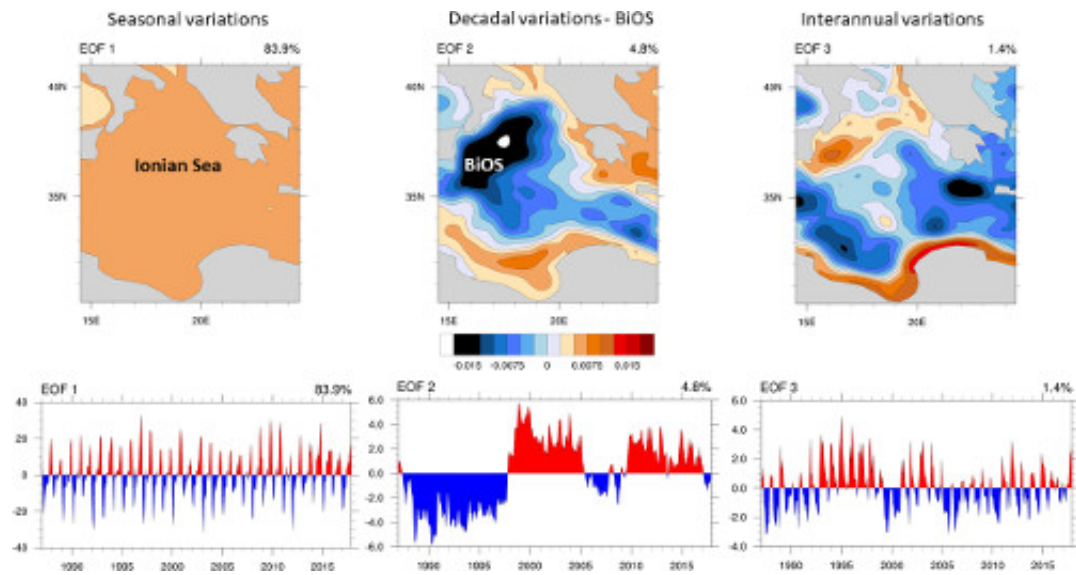 Seasonal variations
Decadal variations - BiOS
Interannual variations
EOF 1 83.9%
EOF 2 4.8%
EOF 3 1.4%
40N
40N
40N
Ionian Sea
BiOS
35N
35N
35N
15E 20E
15E 20E
15E 20E
-0.015 -0.0075 0 0.0075 0.015
EOF 1 83.9%
EOF 2 4.8%
EOF 3 1.4%
40
20
0
-20
-40
1990 1995 2000 2005 2010 2015
6.0
4.0
2.0
0.0
-2.0
-4.0
-6.0
1990 1995 2000 2005 2010 2015
6.0
4.0
2.0
0.0
-2.0
-4.0
1990 1995 2000 2005 2010 2015